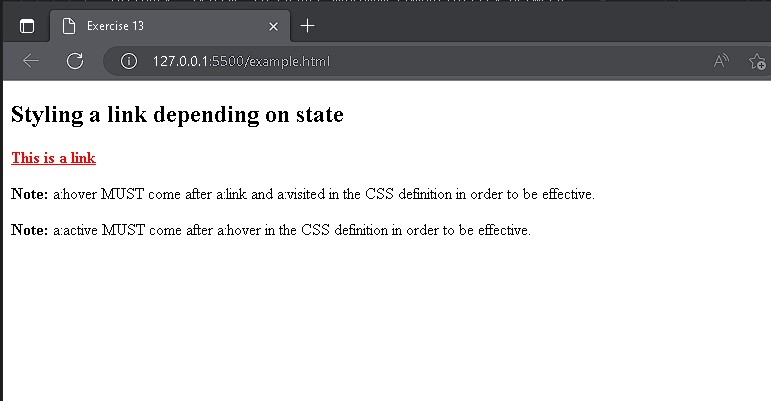 Exercise 13
127.0.0.1:5500/example.html
Styling a link depending on state
This is a link
Note: a:hover MUST come after a:link and a:visited in the CSS definition in order to be effective.
Note: a:active MUST come after a:hover in the CSS definition in order to be effective.